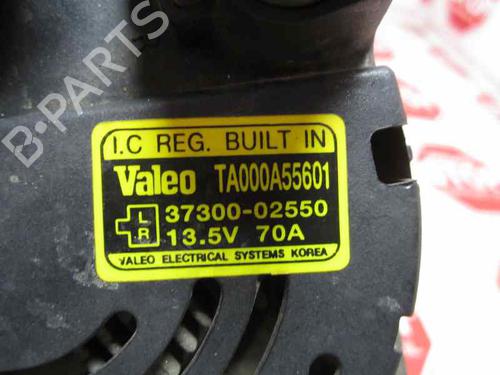 B-PARTS
I.C REG. BUILT IN
Valeo TA000A55601
L
R
37300-02550
13.5V 70A
VALEO ELECTRICAL SYSTEMS KOREA